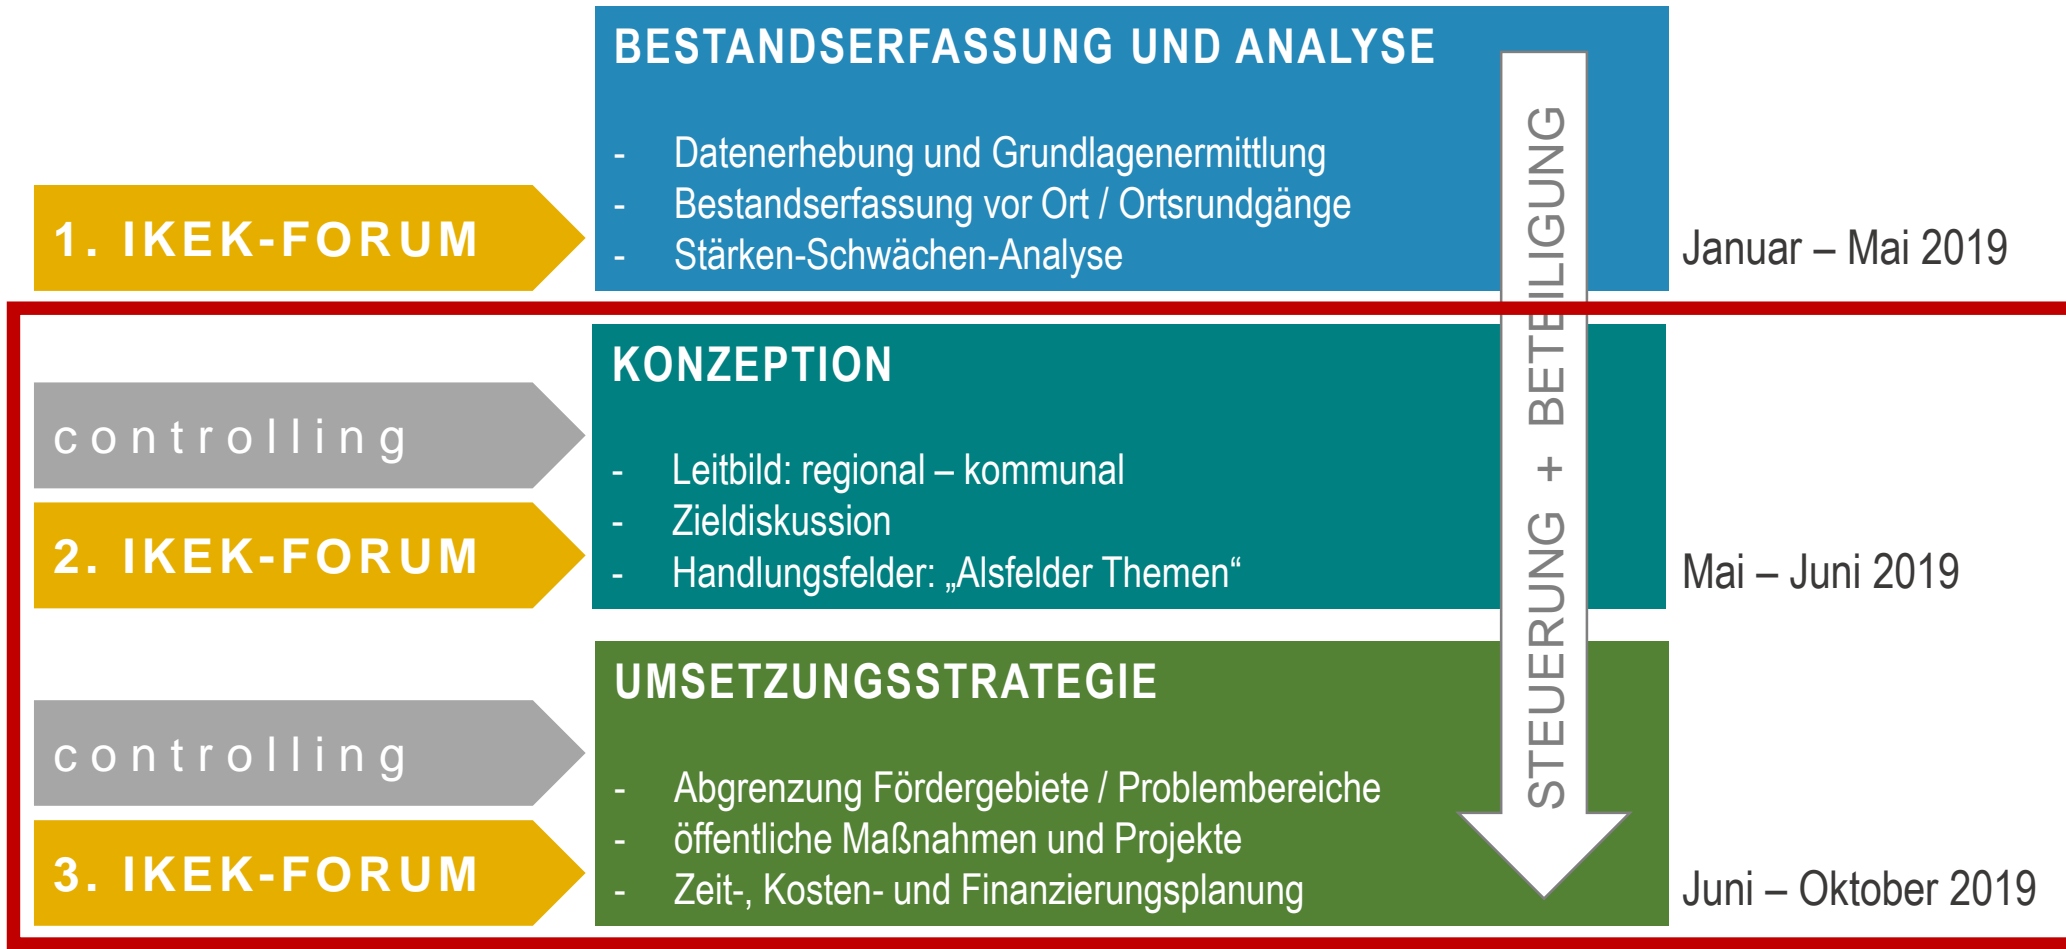 BESTANDSERFASSUNG UND ANALYSE
- Datenerhebung und Grundlagenermittlung
- Bestandserfassung vor Ort / Ortsrundgänge
- Stärken-Schwächen-Analyse
1. IKEK-FORUM
Januar – Mai 2019
KONZEPTION
- Leitbild: regional – kommunal
- Zieldiskussion
- Handlungsfelder: „Alsfelder Themen“
controlling
2. IKEK-FORUM
Mai – Juni 2019
UMSETZUNGSSTRATEGIE
- Abgrenzung Fördergebiete / Problembereiche
- öffentliche Maßnahmen und Projekte
- Zeit-, Kosten- und Finanzierungsplanung
controlling
3. IKEK-FORUM
Juni – Oktober 2019
STEUERUNG + BETEILIGUNG